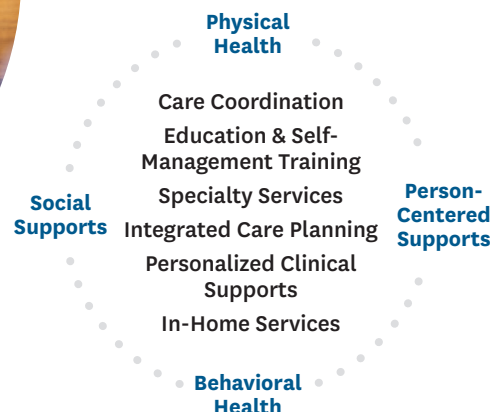 Physical
Health
Care Coordination
Education & Self-
Management Training
Specialty Services
Social
Supports
Integrated Care Planning
Person-
Centered
Supports
Personalized Clinical
Supports
In-Home Services
Behavioral
Health